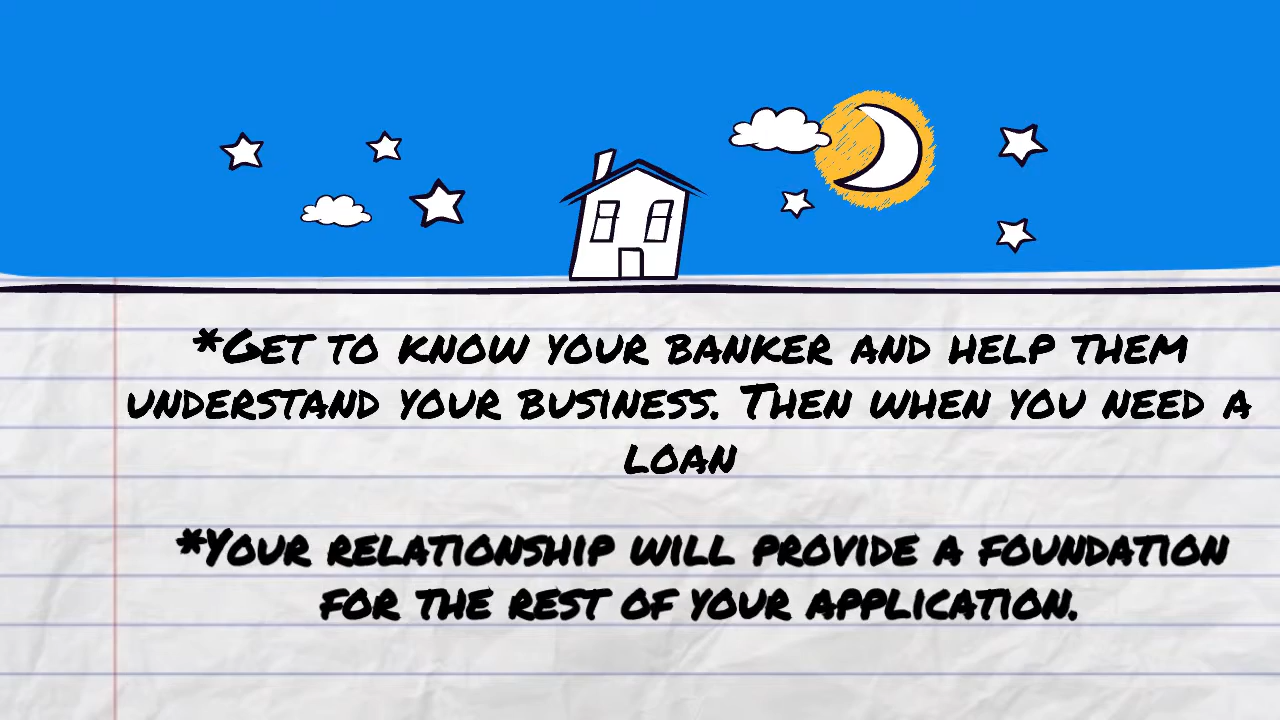 *Get to know your banker and help them
understand your business. Then when you need a
loan
*Your relationship will provide a foundation
for the rest of your application.